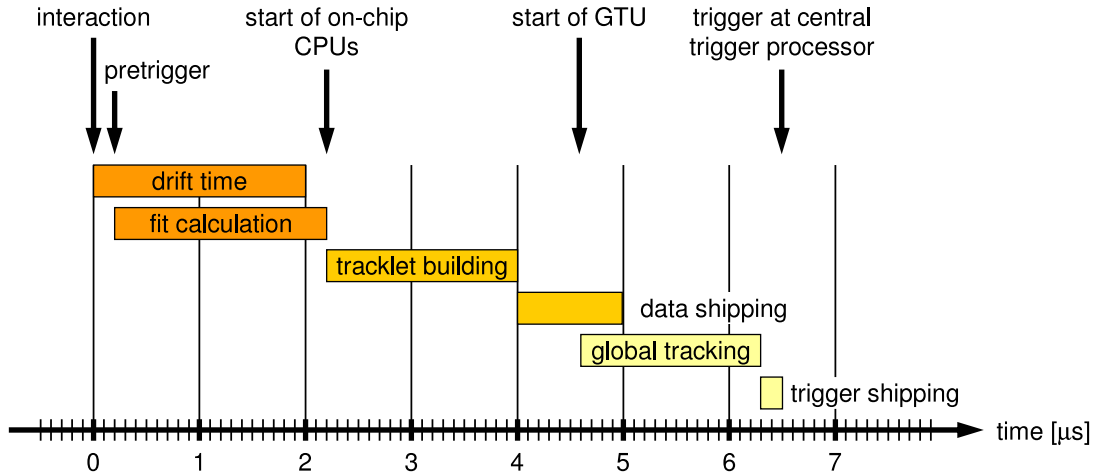 interaction
start of on-chip
CPUs
start of GTU
trigger at central
trigger processor
pretrigger
drift time
fit calculation
tracklet building
data shipping
global tracking
trigger shipping
time [μs]
0 1 2 3 4 5 6 7